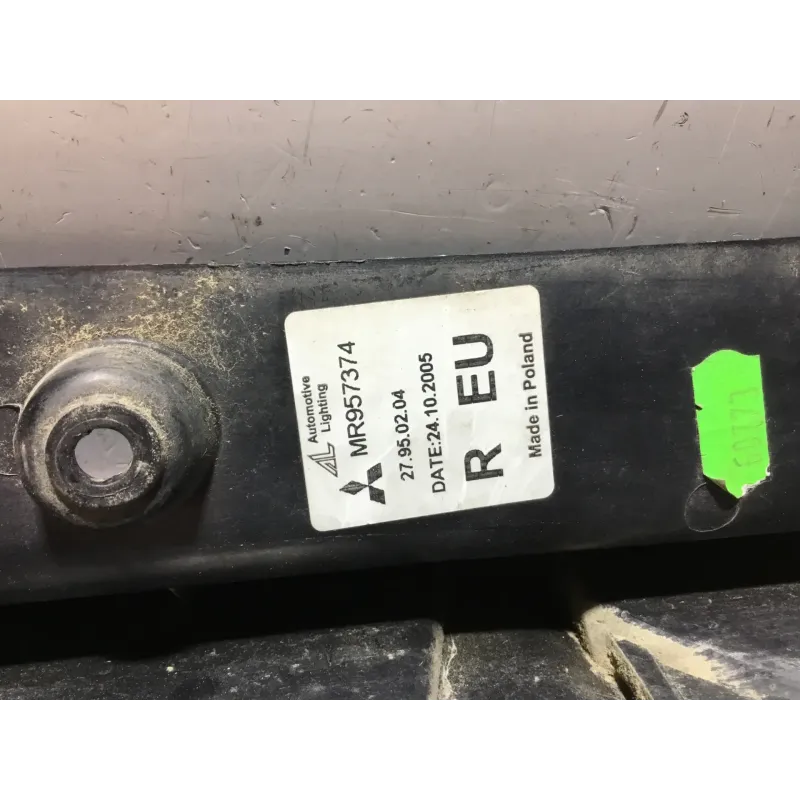 Automotive
Lighting
MR957374
27.95.02.04
DATE:24.10.2005
R EU
Made in Poland